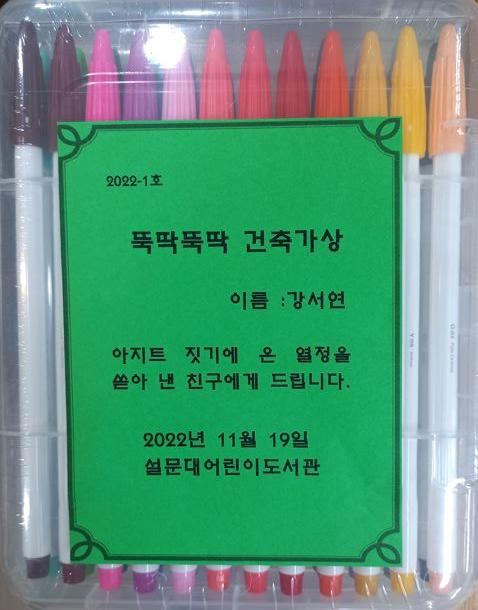 2022-1호
뚝딱뚝딱 건축가상
이름 :강서연
아지트 짓기에 온 열정을
쏟아 낸 친구에게 드립니다.
2022년 11월 19일
설문대어린이도서관